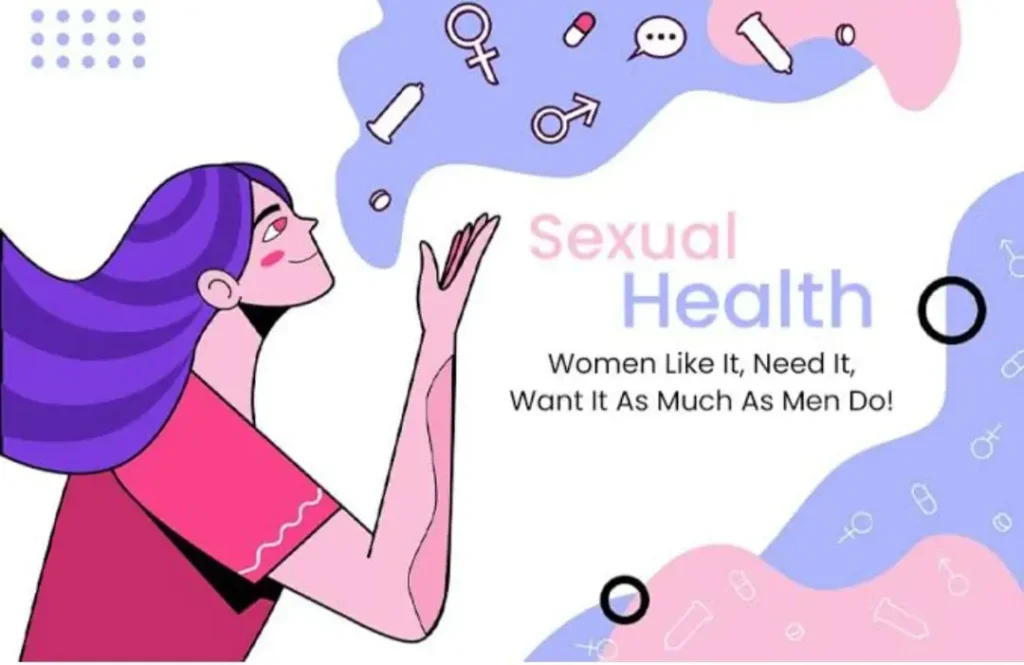 Sexual
Health
Women Like It, Need It,
Want It As Much As Men Do!